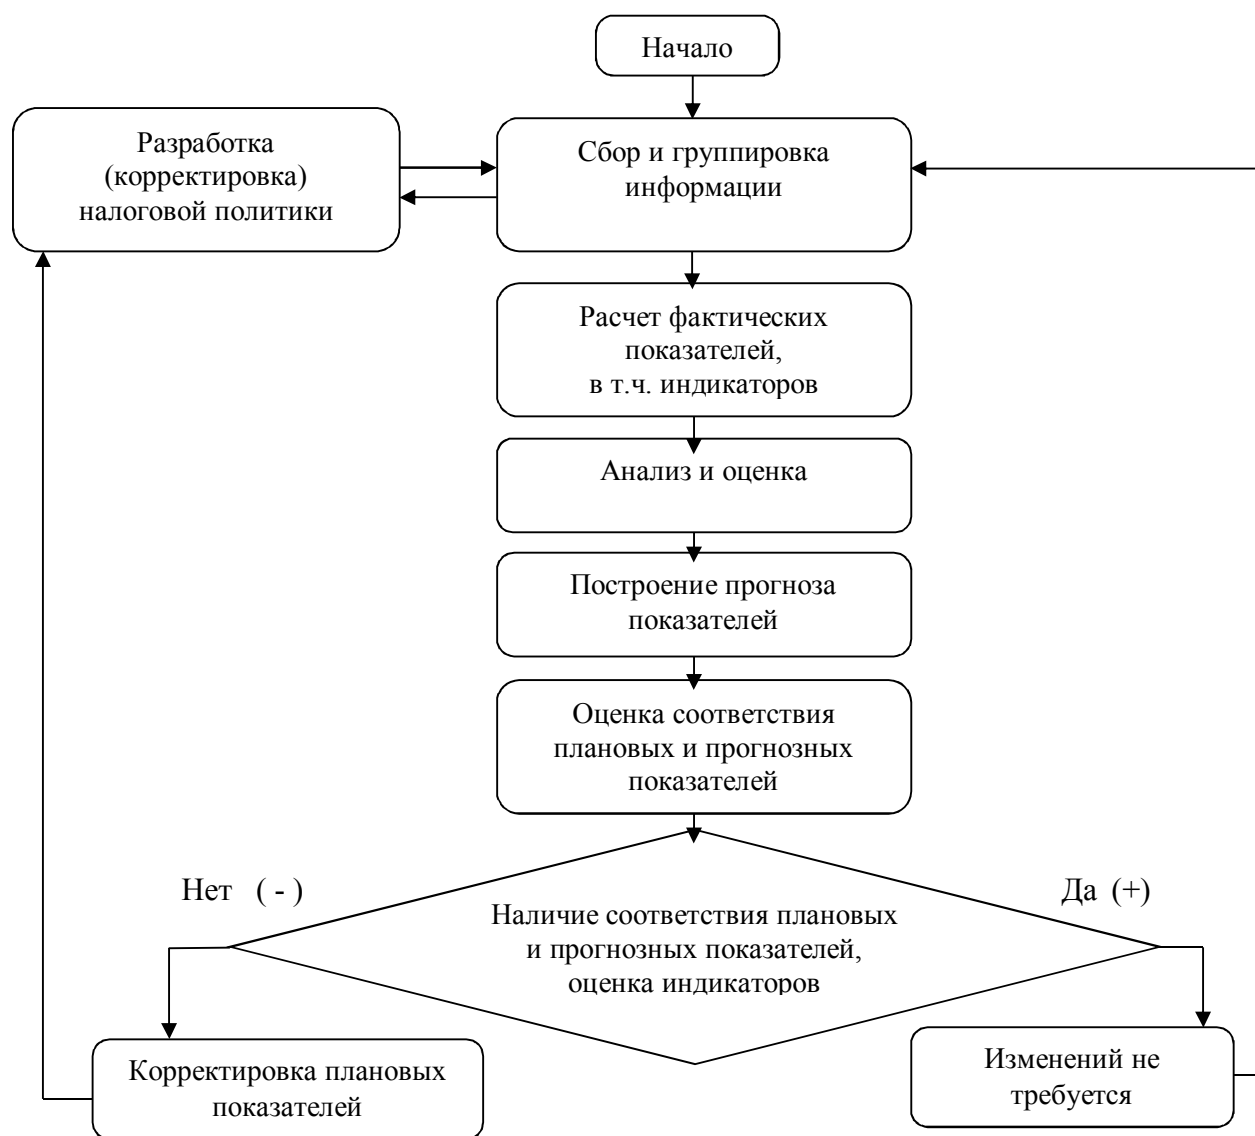 Начало
Разработка
(корректировка)
налоговой политики
Сбор и группировка
информации
Расчет фактических
показателей,
в т.ч. индикаторов
Анализ и оценка
Построение прогноза
показателей
Оценка соответствия
плановых и прогнозных
показателей
Нет ( - )
Да (+)
Наличие соответствия плановых
и прогнозных показателей,
оценка индикаторов
Корректировка плановых
показателей
Изменений не
требуется